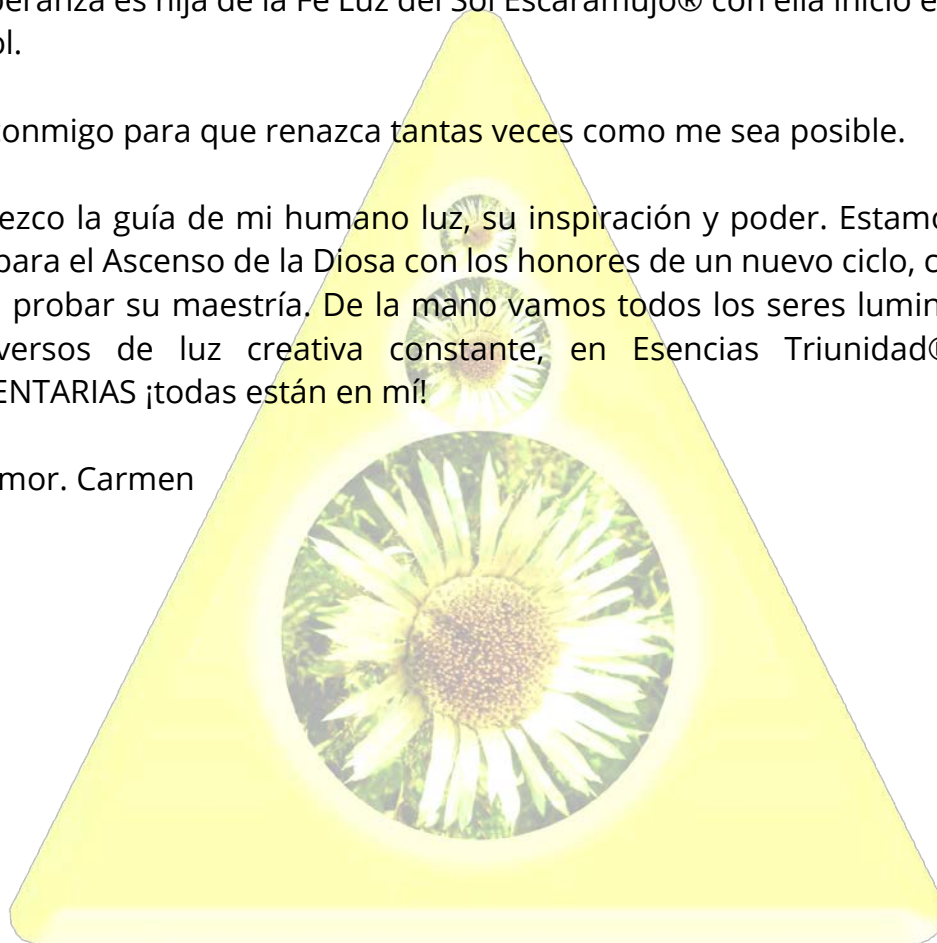 peranza es hija de la Fe Luz del Sol Escaramujo® con ella inicio e
ol.
conmigo para que renazca tantas veces como me sea posible.
ezco la guía de mi humano luz, su inspiración y poder. Estamo
para el Ascenso de la Diosa con los honores de un nuevo ciclo, c
probar su maestría. De la mano vamos todos los seres lumin
versos de luz creativa constante, en Esencias Triunidad®
ENTARIAS ¡todas están en mí!
mor. Carmen